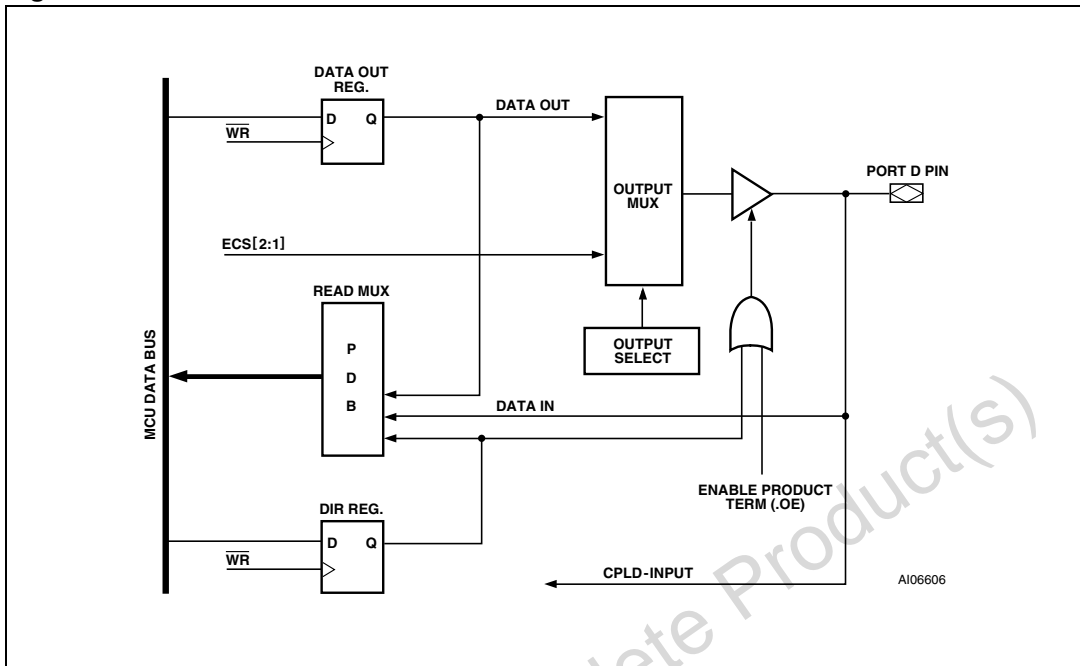 DATA OUT
REG.
D Q
WR
DATA OUT
OUTPUT
MUX
PORT D PIN
ECS[2:1]
READ MUX
P
D
B
OUTPUT
SELECT
MCU DATA BUS
DATA IN
ENABLE PRODUCT
TERM (.OE)
DIR REG.
D Q
WR
CPLD-INPUT
AI06606
lete Product(s)